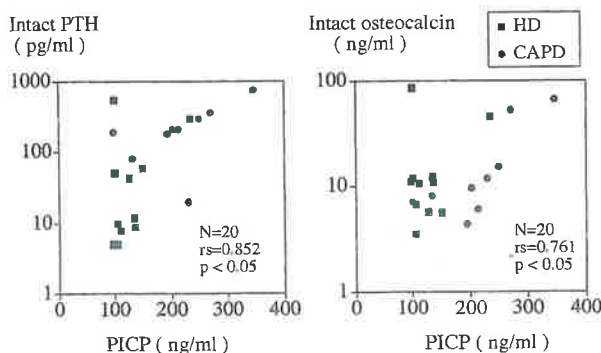 Intact PTH
( pg/ml )
1000
100
10
1
0
100
200
300
400
PICP ( ng/ml )
N=20
rs=0.852
p < 0.05
Intact osteocalcin
( ng/ml )
100
10
1
0
100
200
300
400
PICP ( ng/ml )
N=20
rs=0.761
p < 0.05
HD
CAPD